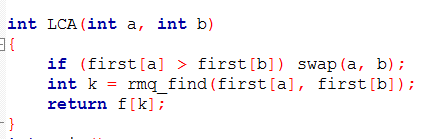 int LCA(int a, int b)
{
if (first[a] > first[b]) swap(a, b);
int k = rmq_find(first[a], first[b]);
return f[k];
}